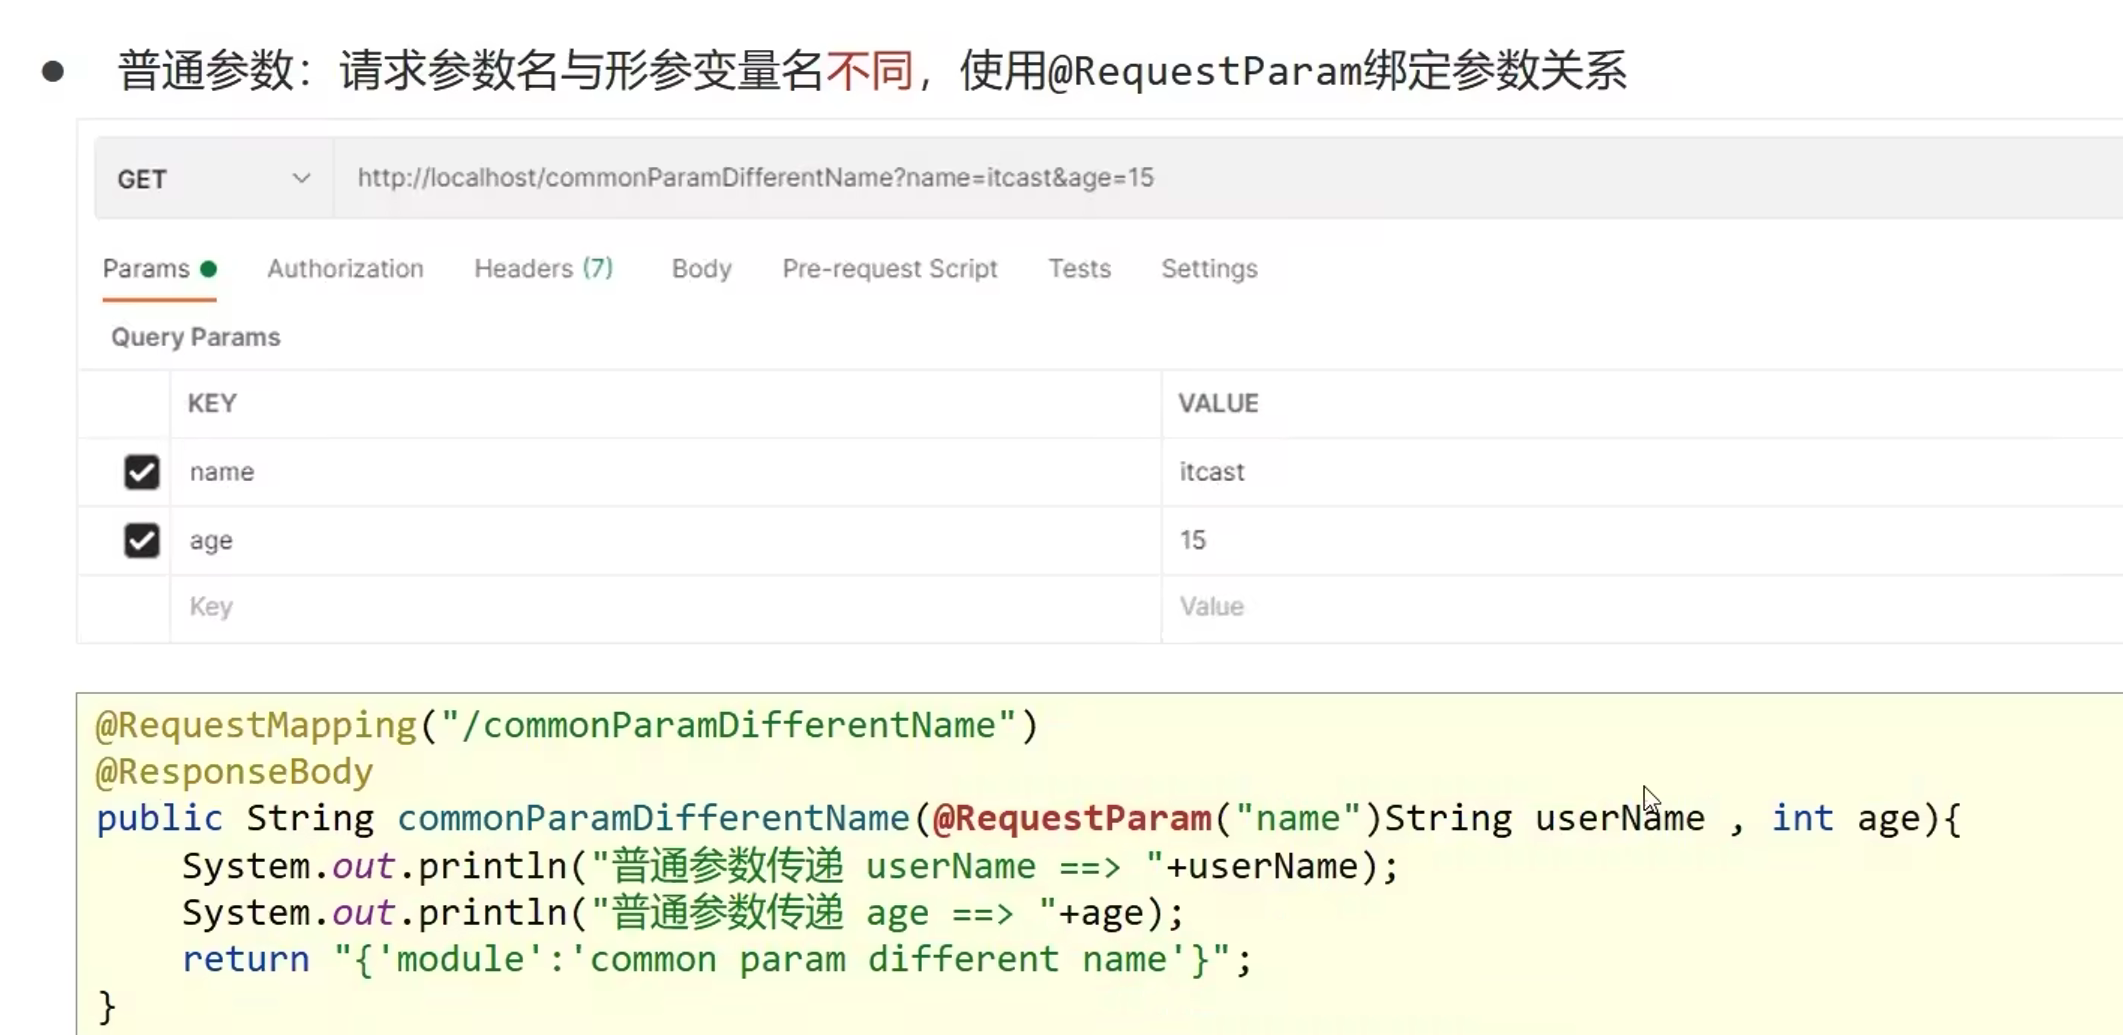 ● 普通参数：请求参数名与形参变量名不同，使用@RequestParam绑定参数关系
GET http://localhost/commonParamDifferentName?name=itcast&age=15
Params Authorization Headers (7) Body Pre-request Script Tests Settings
Query Params
KEY VALUE
name itcast
age 15
Key Value
@RequestMapping("/commonParamDifferentName")
@ResponseBody
public String commonParamDifferentName(@RequestParam("name")String userName , int age){
    System.out.println("普通参数传递 userName ==> "+userName);
    System.out.println("普通参数传递 age ==> "+age);
    return "{'module':'common param different name'}";
}